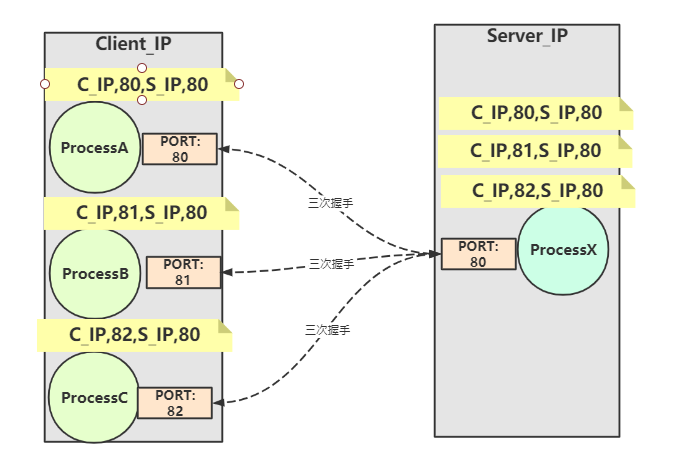 Client_IP
C_IP,80,S_IP,80
ProcessA
PORT:
80
C_IP,81,S_IP,80
ProcessB
PORT:
81
C_IP,82,S_IP,80
ProcessC
PORT:
82
三次握手
三次握手
三次握手
Server_IP
C_IP,80,S_IP,80
C_IP,81,S_IP,80
C_IP,82,S_IP,80
PORT:
80
ProcessX